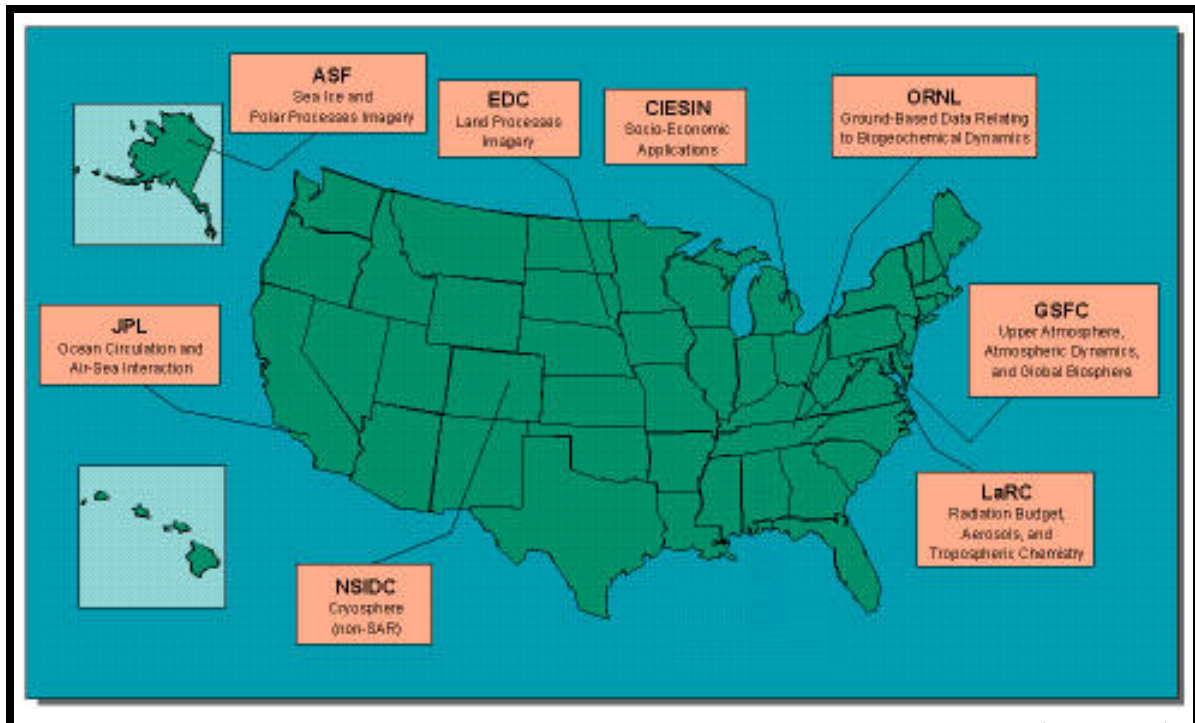 ASF
Sea Ice and
Polar Processes Imagery
EDC
Land Processes
Imagery
CIESIN
Socio-Economic
Applications
ORNL
Ground-Based Data Relating
to Biogeochemical Dynamics
JPL
Ocean Circulation and
Air-Sea Interaction
GSFC
Upper Atmosphere,
Atmospheric Dynamics,
and Global Biosphere
LaRC
Radiation Budget,
Aerosols, and
Tropospheric Chemistry
NSIDC
Cryosphere
(non-SAR)